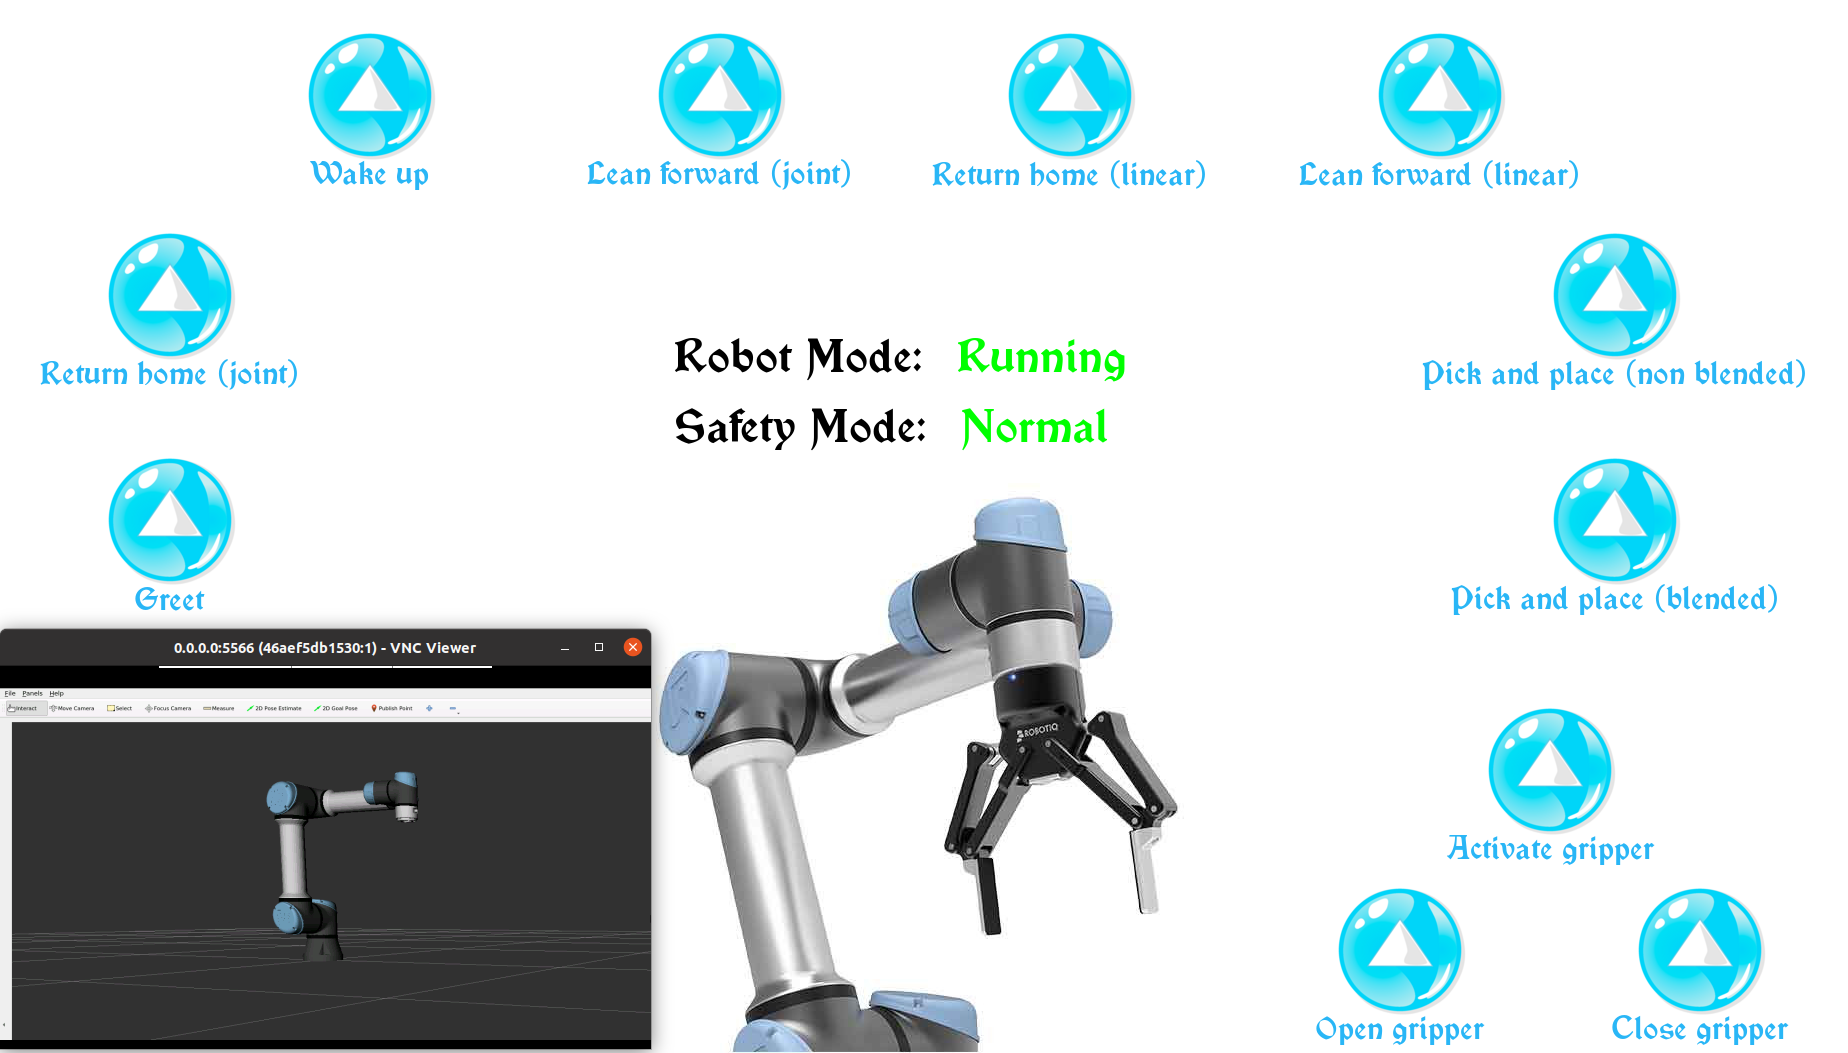 Wake up
Lean forward (joint)
Return home (linear)
Lean forward (linear)
Return home (joint)
Robot Mode: Running
Pick and place (non blended)
Safety Mode: Normal
Greet
Pick and place (blended)
0.0.0.0:5566 (46aef5db1530:1) - VNC Viewer
File Panels Help
Interact Move Camera Select Focus Camera Measure 2D Pose Estimate 2D Goal Pose Publish Point
ROBOTIQ
Activate gripper
Open gripper
Close gripper